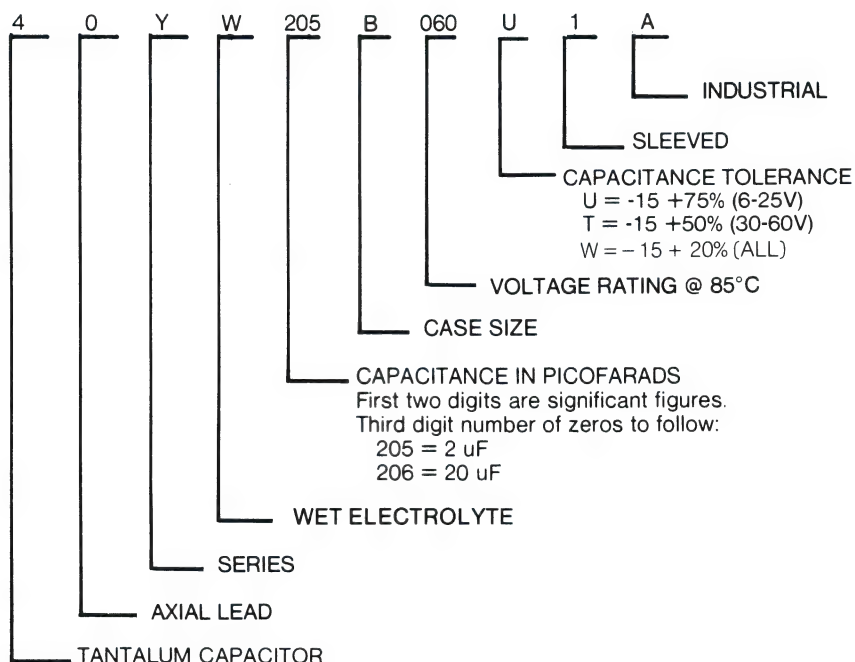 4 0 Y W 205 B 060 U 1 A
INDUSTRIAL
SLEEVED
CAPACITANCE TOLERANCE
U = -15 +75% (6-25V)
T = -15 +50% (30-60V)
W = – 15 + 20% (ALL)
VOLTAGE RATING @ 85°C
CASE SIZE
CAPACITANCE IN PICOFARADS
First two digits are significant figures.
Third digit number of zeros to follow:
205 = 2 uF
206 = 20 uF
WET ELECTROLYTE
SERIES
AXIAL LEAD
TANTALUM CAPACITOR